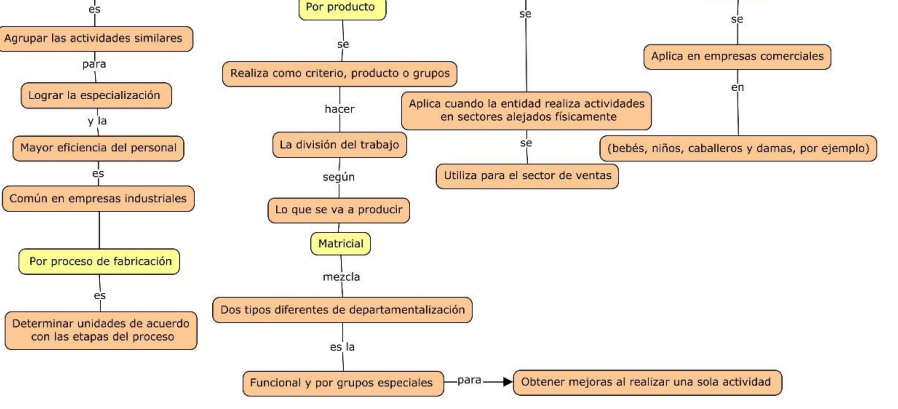 es
Agrupar las actividades similares
para
Lograr la especialización
y la
Mayor eficiencia del personal
es
Común en empresas industriales
Por proceso de fabricación
es
Determinar unidades de acuerdo
con las etapas del proceso
Por producto
se
Realiza como criterio, producto o grupos
hacer
La división del trabajo
según
Lo que se va a producir
Matricial
mezcla
Dos tipos diferentes de departamentalización
es la
Funcional y por grupos especiales
para
Obtener mejoras al realizar una sola actividad
se
Aplica cuando la entidad realiza actividades
en sectores alejados físicamente
se
Utiliza para el sector de ventas
se
Aplica en empresas comerciales
en
(bebés, niños, caballeros y damas, por ejemplo)